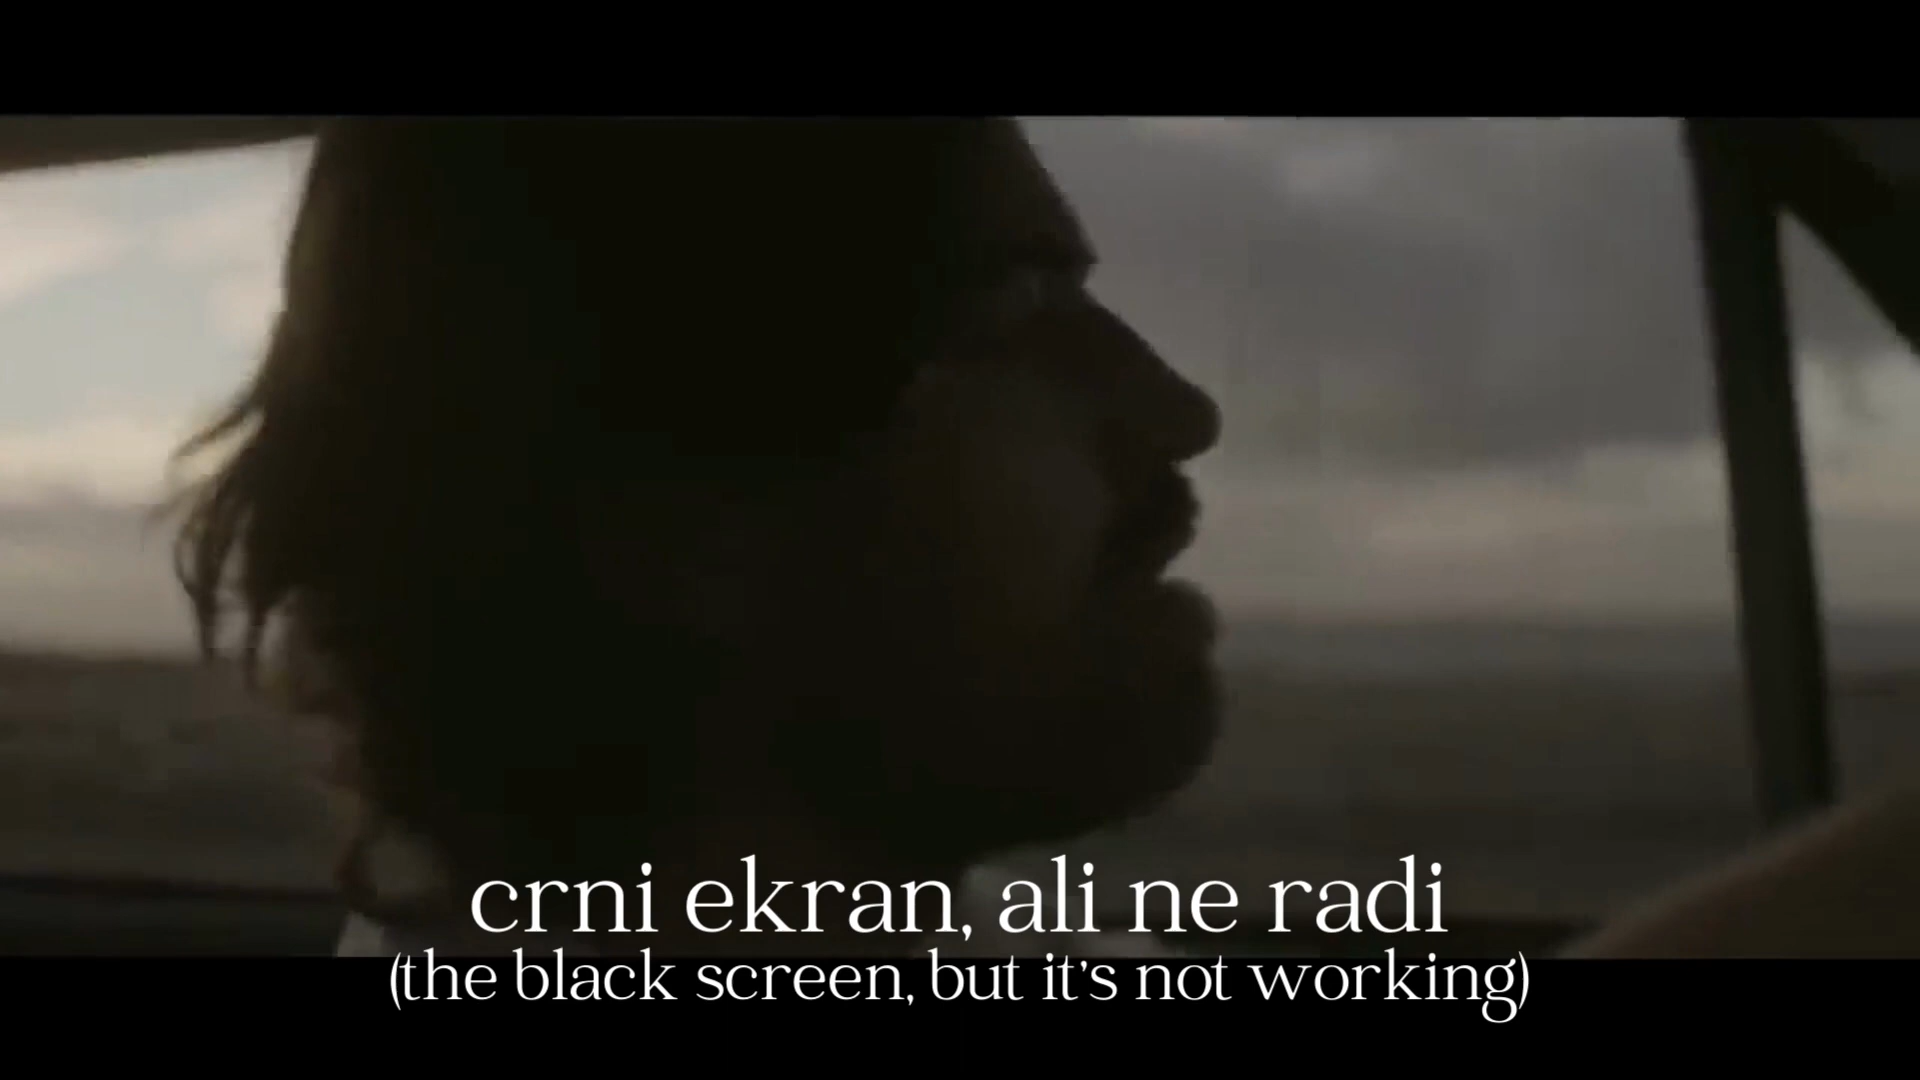 crni ekran, ali ne radi
(the black screen, but it's not working)